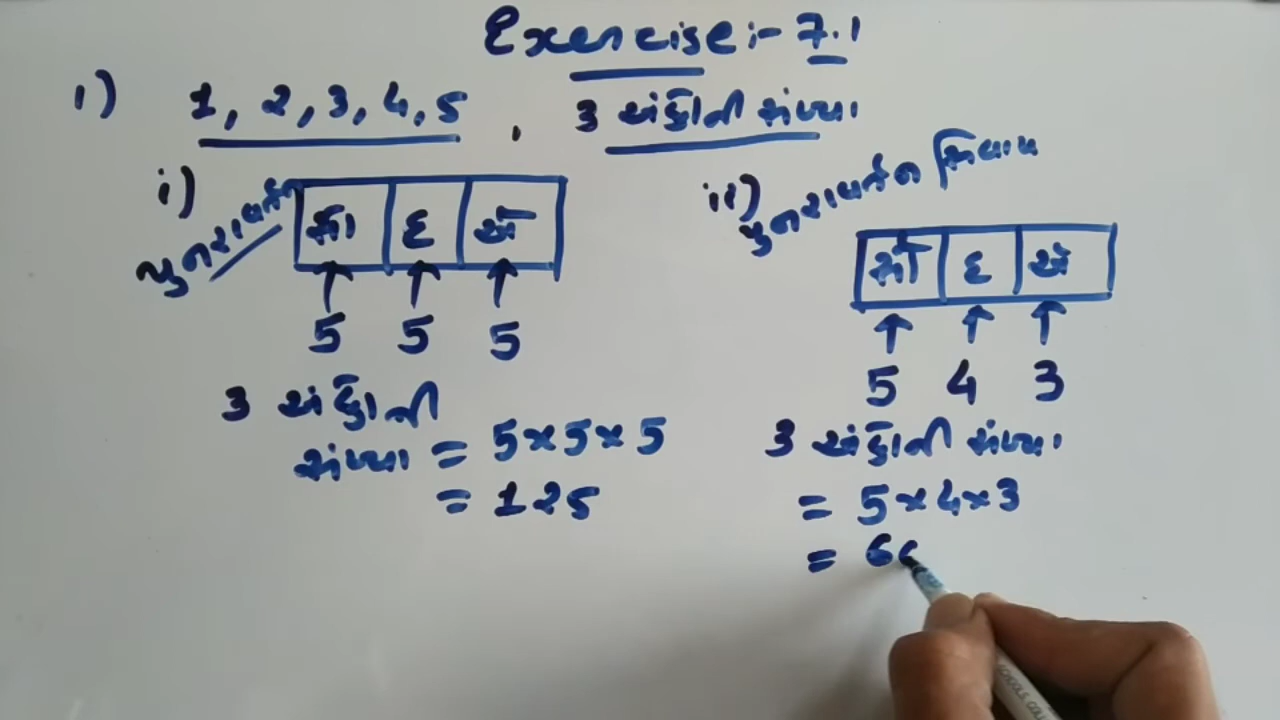 Exercise :- 7.1
1) 1, 2, 3, 4, 5 , 3 અંકોની સંખ્યા
i) પુનરાવર્તન
સો દ એ
5 5 5
3 અંકોની
સંખ્યા = 5×5×5
= 125
ii) પુનરાવર્તન સિવાય
સો દ એ
5 4 3
3 અંકોની સંખ્યા
= 5×4×3
= 60